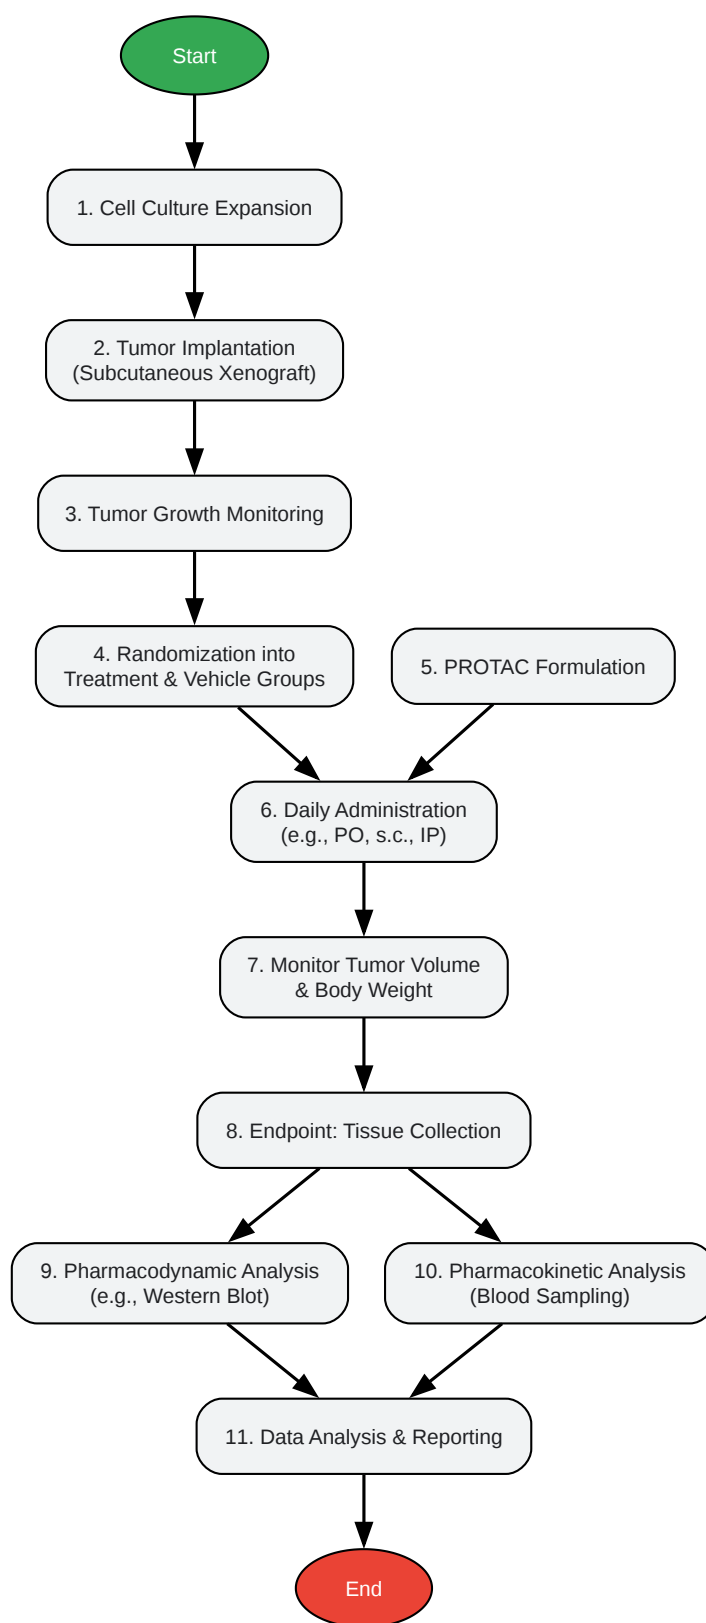 Start
1. Cell Culture Expansion
2. Tumor Implantation
(Subcutaneous Xenograft)
3. Tumor Growth Monitoring
4. Randomization into
Treatment & Vehicle Groups
5. PROTAC Formulation
6. Daily Administration
(e.g., PO, s.c., IP)
7. Monitor Tumor Volume
& Body Weight
8. Endpoint: Tissue Collection
9. Pharmacodynamic Analysis
(e.g., Western Blot)
10. Pharmacokinetic Analysis
(Blood Sampling)
11. Data Analysis & Reporting
End